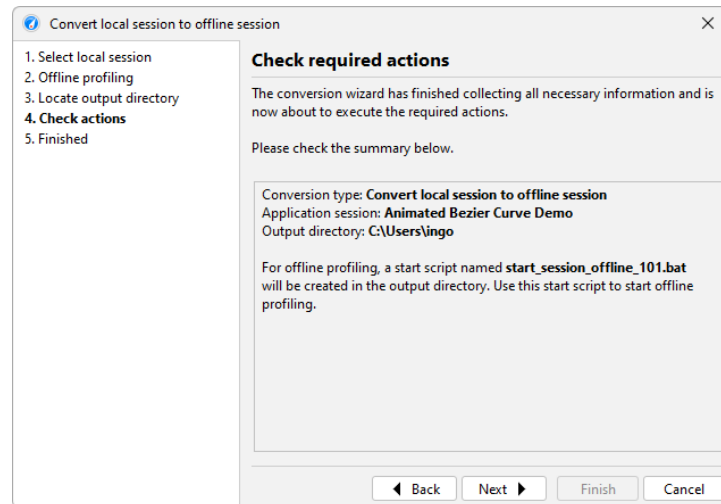 Convert local session to offline session
1. Select local session
2. Offline profiling
3. Locate output directory
4. Check actions
5. Finished
Check required actions
The conversion wizard has finished collecting all necessary information and is
now about to execute the required actions.
Please check the summary below.
Conversion type: Convert local session to offline session
Application session: Animated Bezier Curve Demo
Output directory: C:\Users\ingo
For offline profiling, a start script named start_session_offline_101.bat
will be created in the output directory. Use this start script to start offline
profiling.
Back
Next
Finish
Cancel